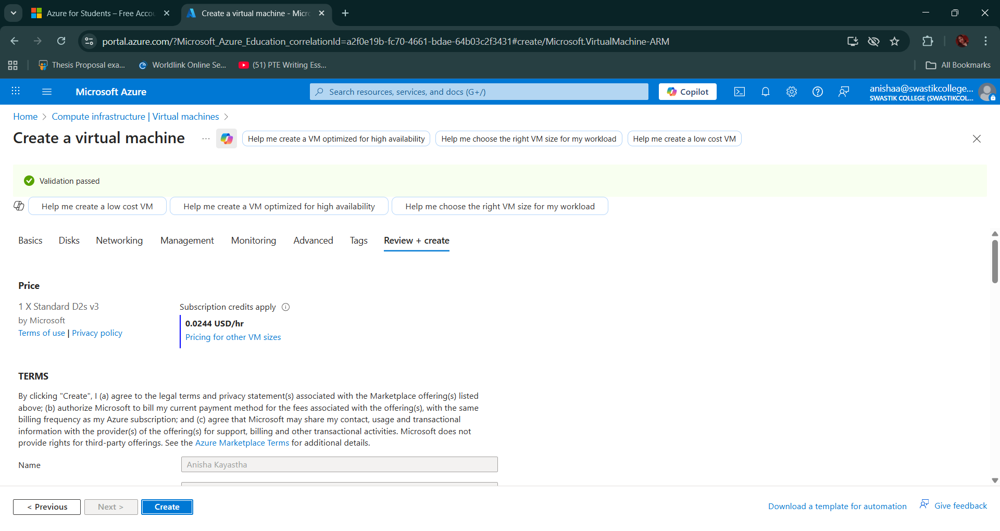 Azure for Students – Free Accou
Create a virtual machine - Micro
portal.azure.com/?Microsoft_Azure_Education_correlationId=a2f0e19b-fc70-4661-bdae-64b03c2f3431#create/Microsoft.VirtualMachine-ARM
Thesis Proposal exa...
Worldlink Online Se...
(51) PTE Writing Ess...
All Bookmarks
Microsoft Azure
Search resources, services, and docs (G+/)
Copilot
anishaa@swastikcollege...
SWASTIK COLLEGE (SWASTIKCOL...
Home > Compute infrastructure | Virtual machines >
Create a virtual machine ...
Help me create a VM optimized for high availability
Help me choose the right VM size for my workload
Help me create a low cost VM
Validation passed
Help me create a low cost VM
Help me create a VM optimized for high availability
Help me choose the right VM size for my workload
Basics
Disks
Networking
Management
Monitoring
Advanced
Tags
Review + create
Price
1 X Standard D2s v3
by Microsoft
Terms of use | Privacy policy
Subscription credits apply
0.0244 USD/hr
Pricing for other VM sizes
TERMS
By clicking "Create", I (a) agree to the legal terms and privacy statement(s) associated with the Marketplace offering(s) listed
above; (b) authorize Microsoft to bill my current payment method for the fees associated with the offering(s), with the same
billing frequency as my Azure subscription; and (c) agree that Microsoft may share my contact, usage and transactional
information with the provider(s) of the offering(s) for support, billing and other transactional activities. Microsoft does not
provide rights for third-party offerings. See the Azure Marketplace Terms for additional details.
Name
Anisha Kayastha
< Previous
Next >
Create
Download a template for automation
Give feedback